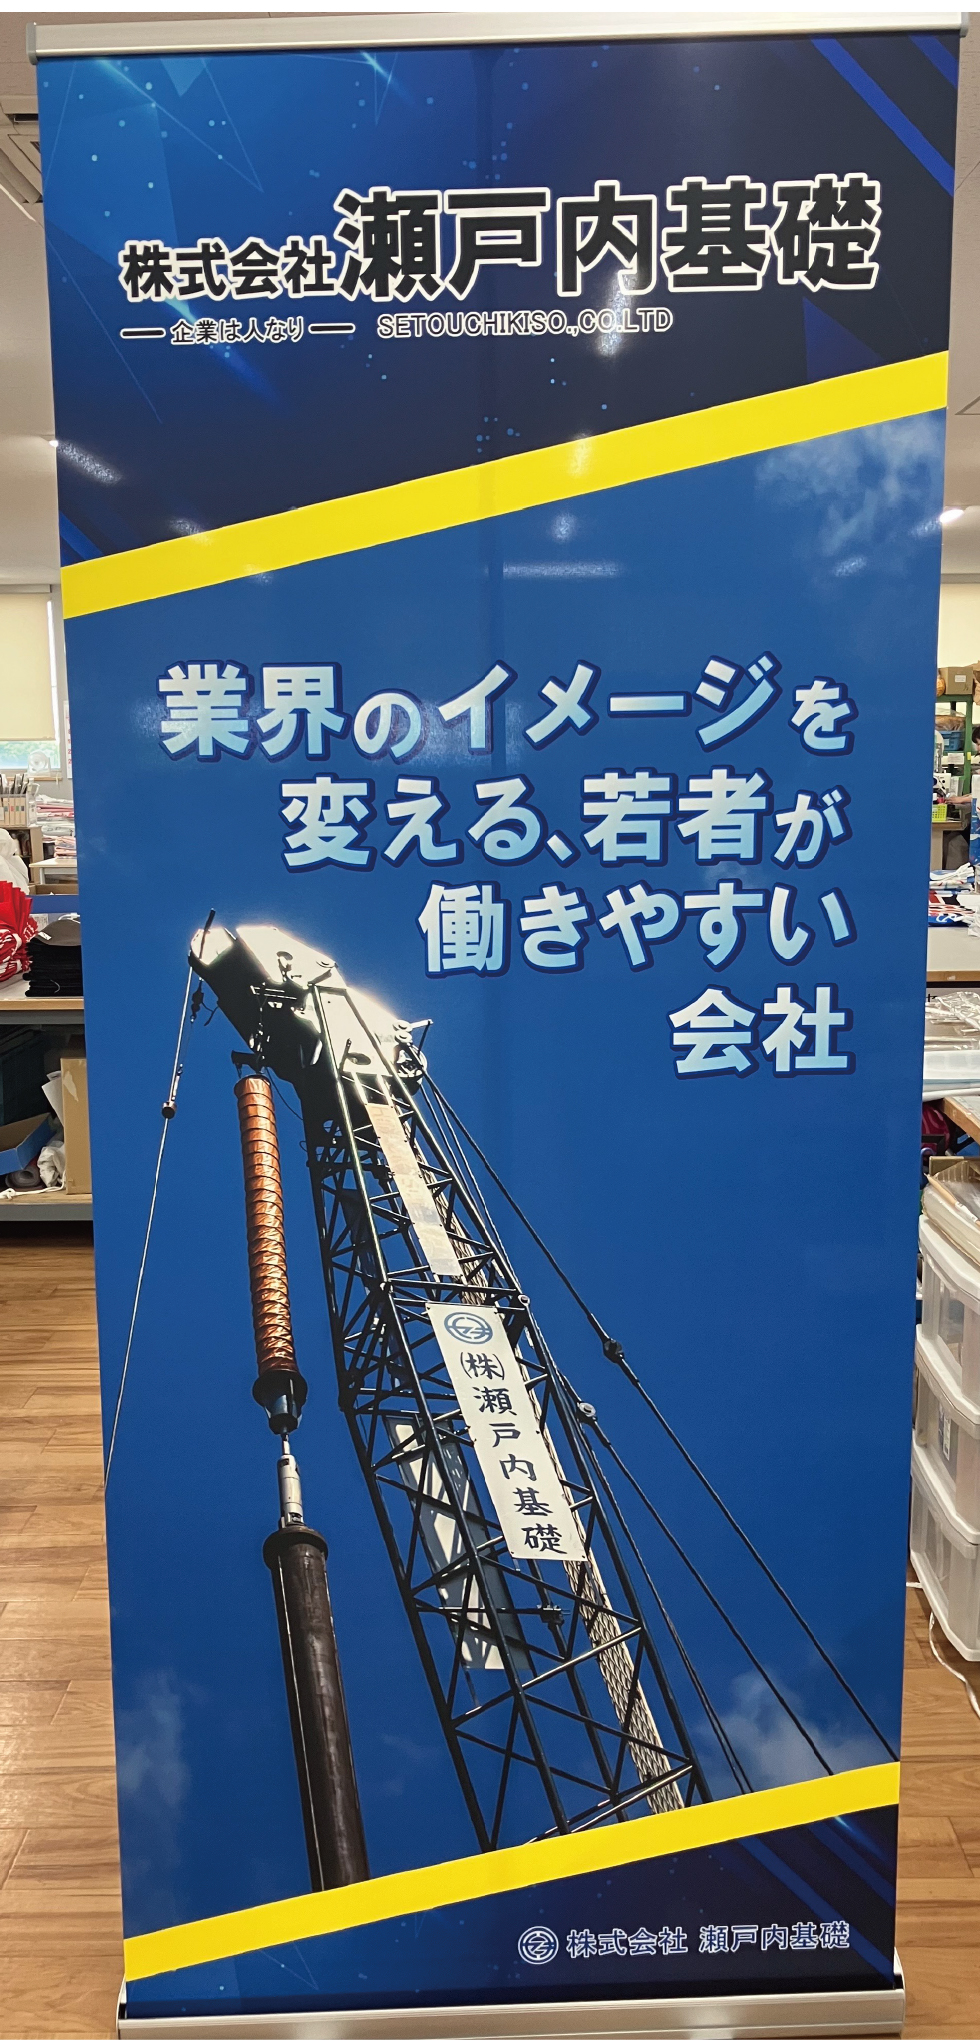 株式会社瀬戸内基礎
企業は人なり SETOUCHIKISO.,CO.LTD
業界のイメージを
変える、若者が
働きやすい
会社
㈱瀬戸内基礎
株式会社 瀬戸内基礎